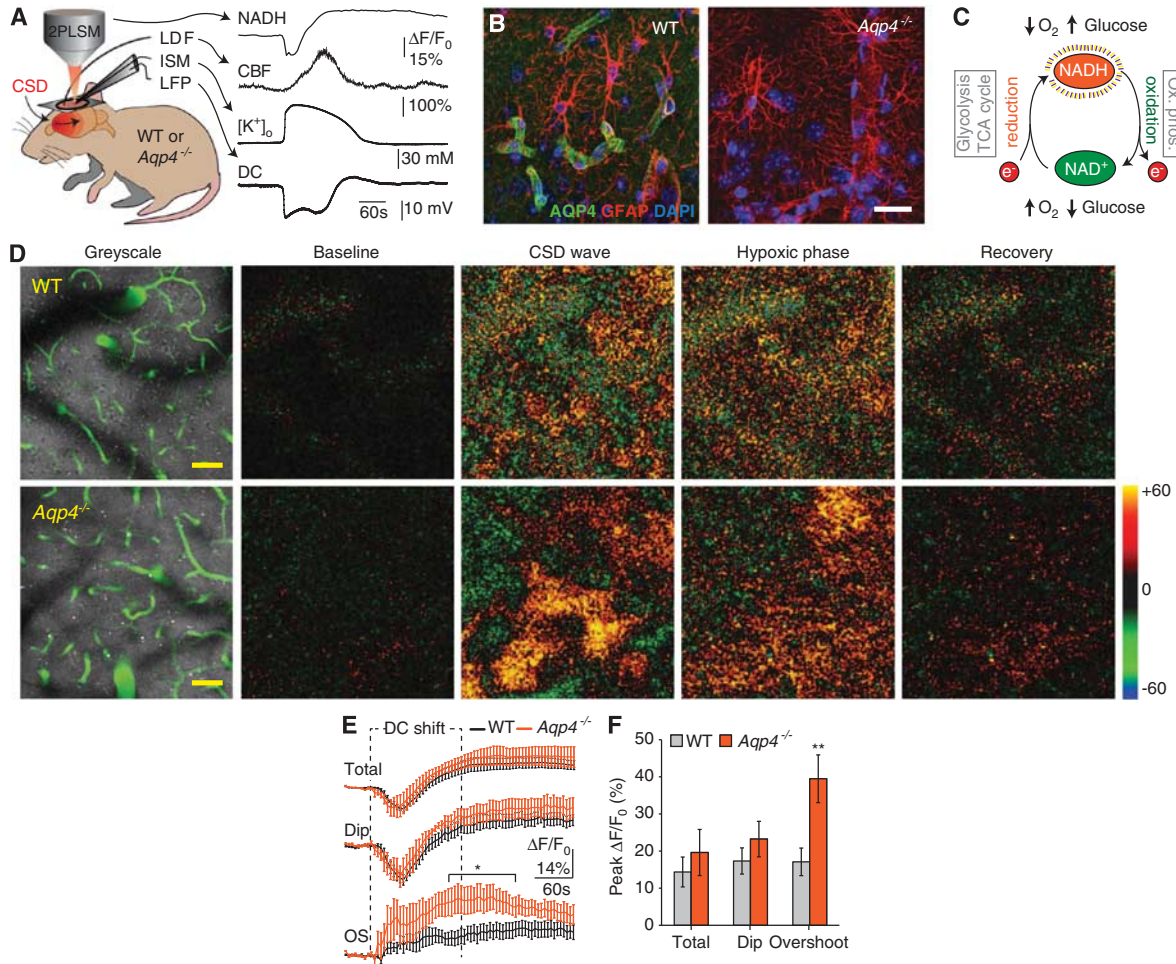 A
2PLSM
CSD
LDF
ISM
LFP
WT or
Aqp4-/-
NADH
ΔF/F0
15%
CBF
100%
[K+]o
30 mM
DC
60s
10 mV
B
WT
AQP4 GFAP DAPI
Aqp4-/-
C
↓O2 ↑ Glucose
NADH
Glycolysis
TCA cycle
reduction
oxidation
Ox. phos.
e-
NAD+
e-
↑O2 ↓ Glucose
D
Greyscale
Baseline
CSD wave
Hypoxic phase
Recovery
WT
Aqp4-/-
+60
0
-60
E
DC shift
WT
Aqp4-/-
Total
Dip
ΔF/F0
14%
60s
*
OS
F
WT
Aqp4-/-
**
Peak ΔF/F0 (%)
50
40
30
20
10
0
Total
Dip
Overshoot